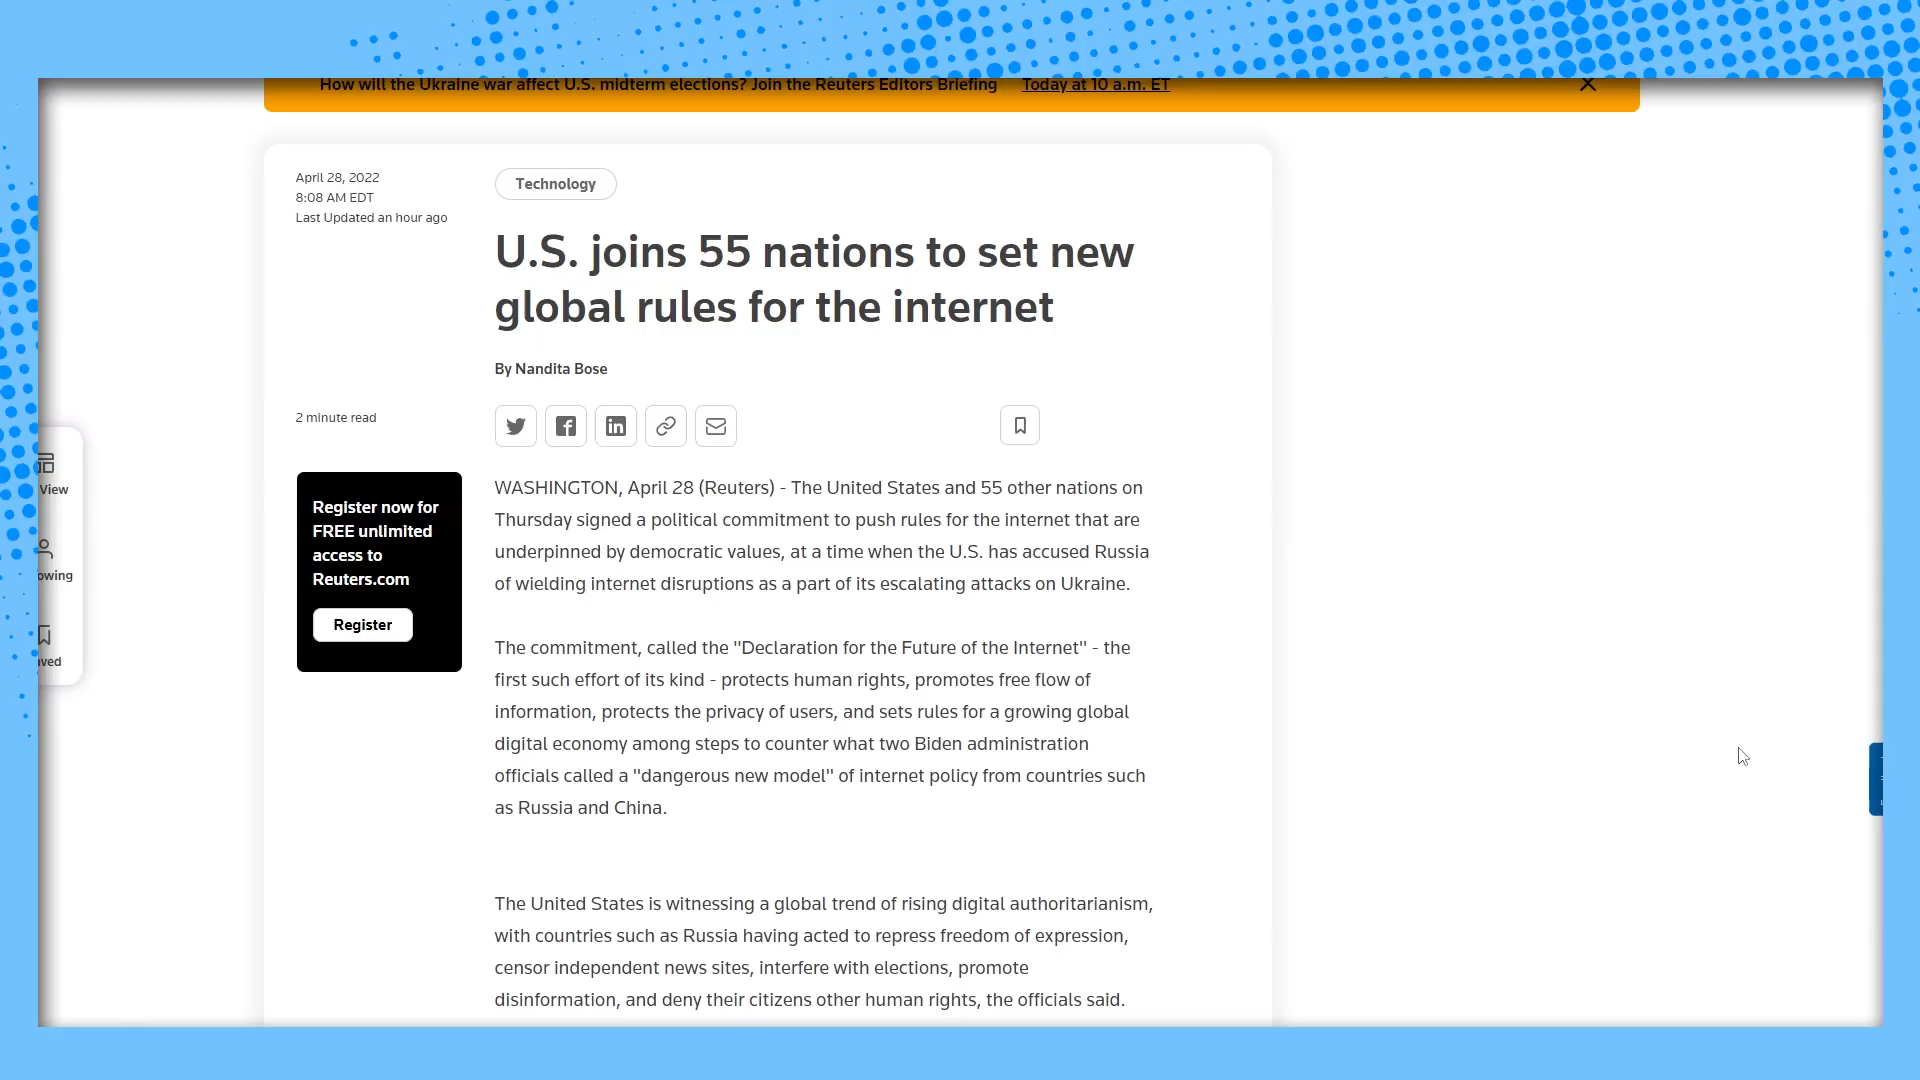 How will the Ukraine war affect U.S. midterm elections? Join the Reuters Editors Briefing Today at 10 a.m. ET
April 28, 2022
8:08 AM EDT
Last Updated an hour ago
Technology
U.S. joins 55 nations to set new
global rules for the internet
By Nandita Bose
2 minute read
View
owing
ved
Register now for
FREE unlimited
access to
Reuters.com
Register
WASHINGTON, April 28 (Reuters) - The United States and 55 other nations on
Thursday signed a political commitment to push rules for the internet that are
underpinned by democratic values, at a time when the U.S. has accused Russia
of wielding internet disruptions as a part of its escalating attacks on Ukraine.
The commitment, called the "Declaration for the Future of the Internet" - the
first such effort of its kind - protects human rights, promotes free flow of
information, protects the privacy of users, and sets rules for a growing global
digital economy among steps to counter what two Biden administration
officials called a "dangerous new model" of internet policy from countries such
as Russia and China.
The United States is witnessing a global trend of rising digital authoritarianism,
with countries such as Russia having acted to repress freedom of expression,
censor independent news sites, interfere with elections, promote
disinformation, and deny their citizens other human rights, the officials said.